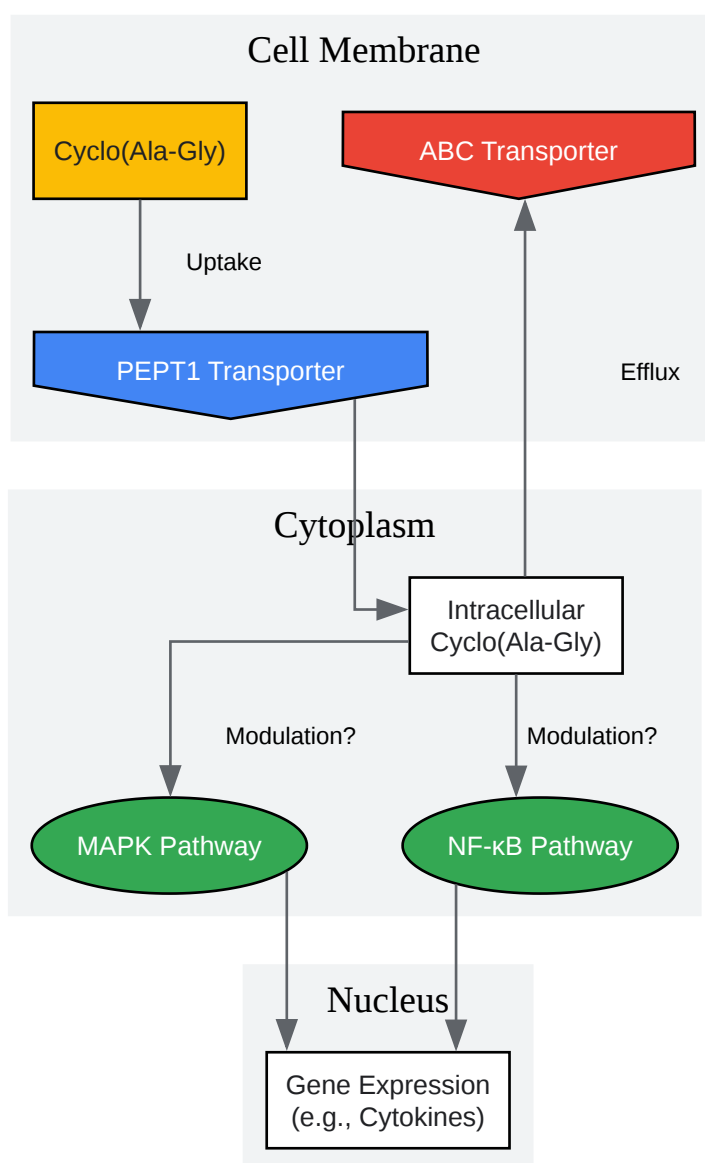 Cell Membrane
Cyclo(Ala-Gly)
ABC Transporter
Uptake
PEPT1 Transporter
Efflux
Cytoplasm
Intracellular
Cyclo(Ala-Gly)
Modulation?
Modulation?
MAPK Pathway
NF-κB Pathway
Nucleus
Gene Expression
(e.g., Cytokines)